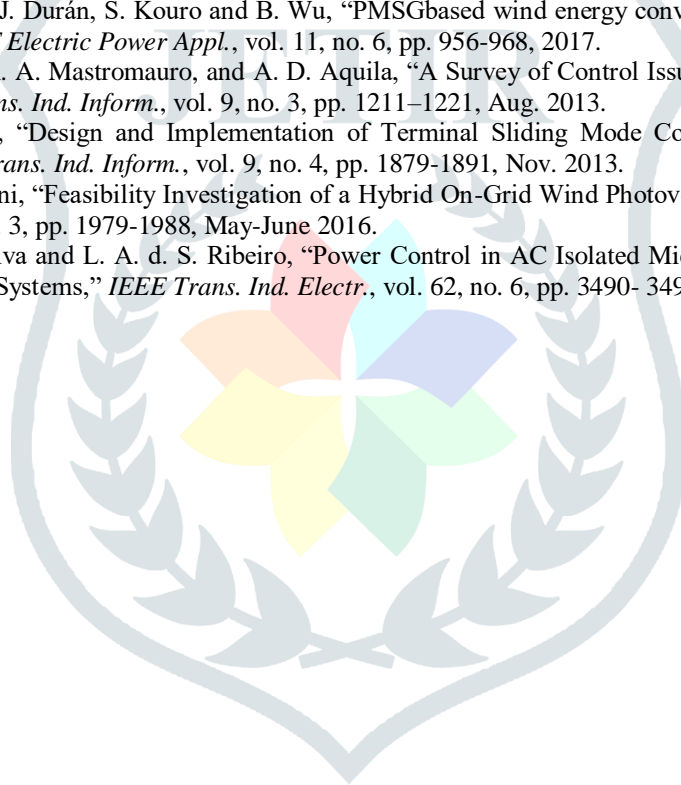 J. Durán, S. Kouro and B. Wu, “PMSGbased wind energy conv
Electric Power Appl., vol. 11, no. 6, pp. 956-968, 2017.
A. Mastromauro, and A. D. Aquila, “A Survey of Control Issu
ns. Ind. Inform., vol. 9, no. 3, pp. 1211–1221, Aug. 2013.
, “Design and Implementation of Terminal Sliding Mode Co
rans. Ind. Inform., vol. 9, no. 4, pp. 1879-1891, Nov. 2013.
ni, “Feasibility Investigation of a Hybrid On-Grid Wind Photov
. 3, pp. 1979-1988, May-June 2016.
lva and L. A. d. S. Ribeiro, “Power Control in AC Isolated Mic
Systems,” IEEE Trans. Ind. Electr., vol. 62, no. 6, pp. 3490- 349
JETIR